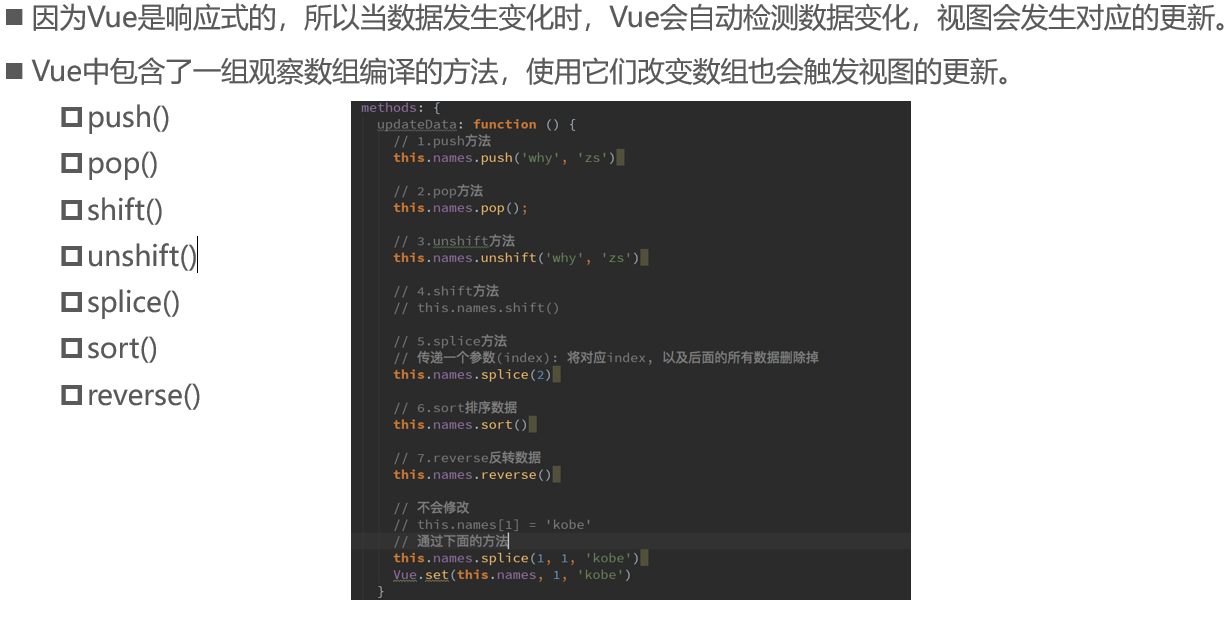 因为Vue是响应式的，所以当数据发生变化时，Vue会自动检测数据变化，视图会发生对应的更新。
Vue中包含了一组观察数组编译的方法，使用它们改变数组也会触发视图的更新。
push()
pop()
shift()
unshift()
splice()
sort()
reverse()
methods: {
updateData: function () {
// 1.push方法
this.names.push('why', 'zs')
// 2.pop方法
this.names.pop();
// 3.unshift方法
this.names.unshift('why', 'zs')
// 4.shift方法
// this.names.shift()
// 5.splice方法
// 传递一个参数(index): 将对应index, 以及后面的所有数据删除掉
this.names.splice(2)
// 6.sort排序数据
this.names.sort()
// 7.reverse反转数据
this.names.reverse()
// 不会修改
// this.names[1] = 'kobe'
// 通过下面的方法
this.names.splice(1, 1, 'kobe')
Vue.set(this.names, 1, 'kobe')
}